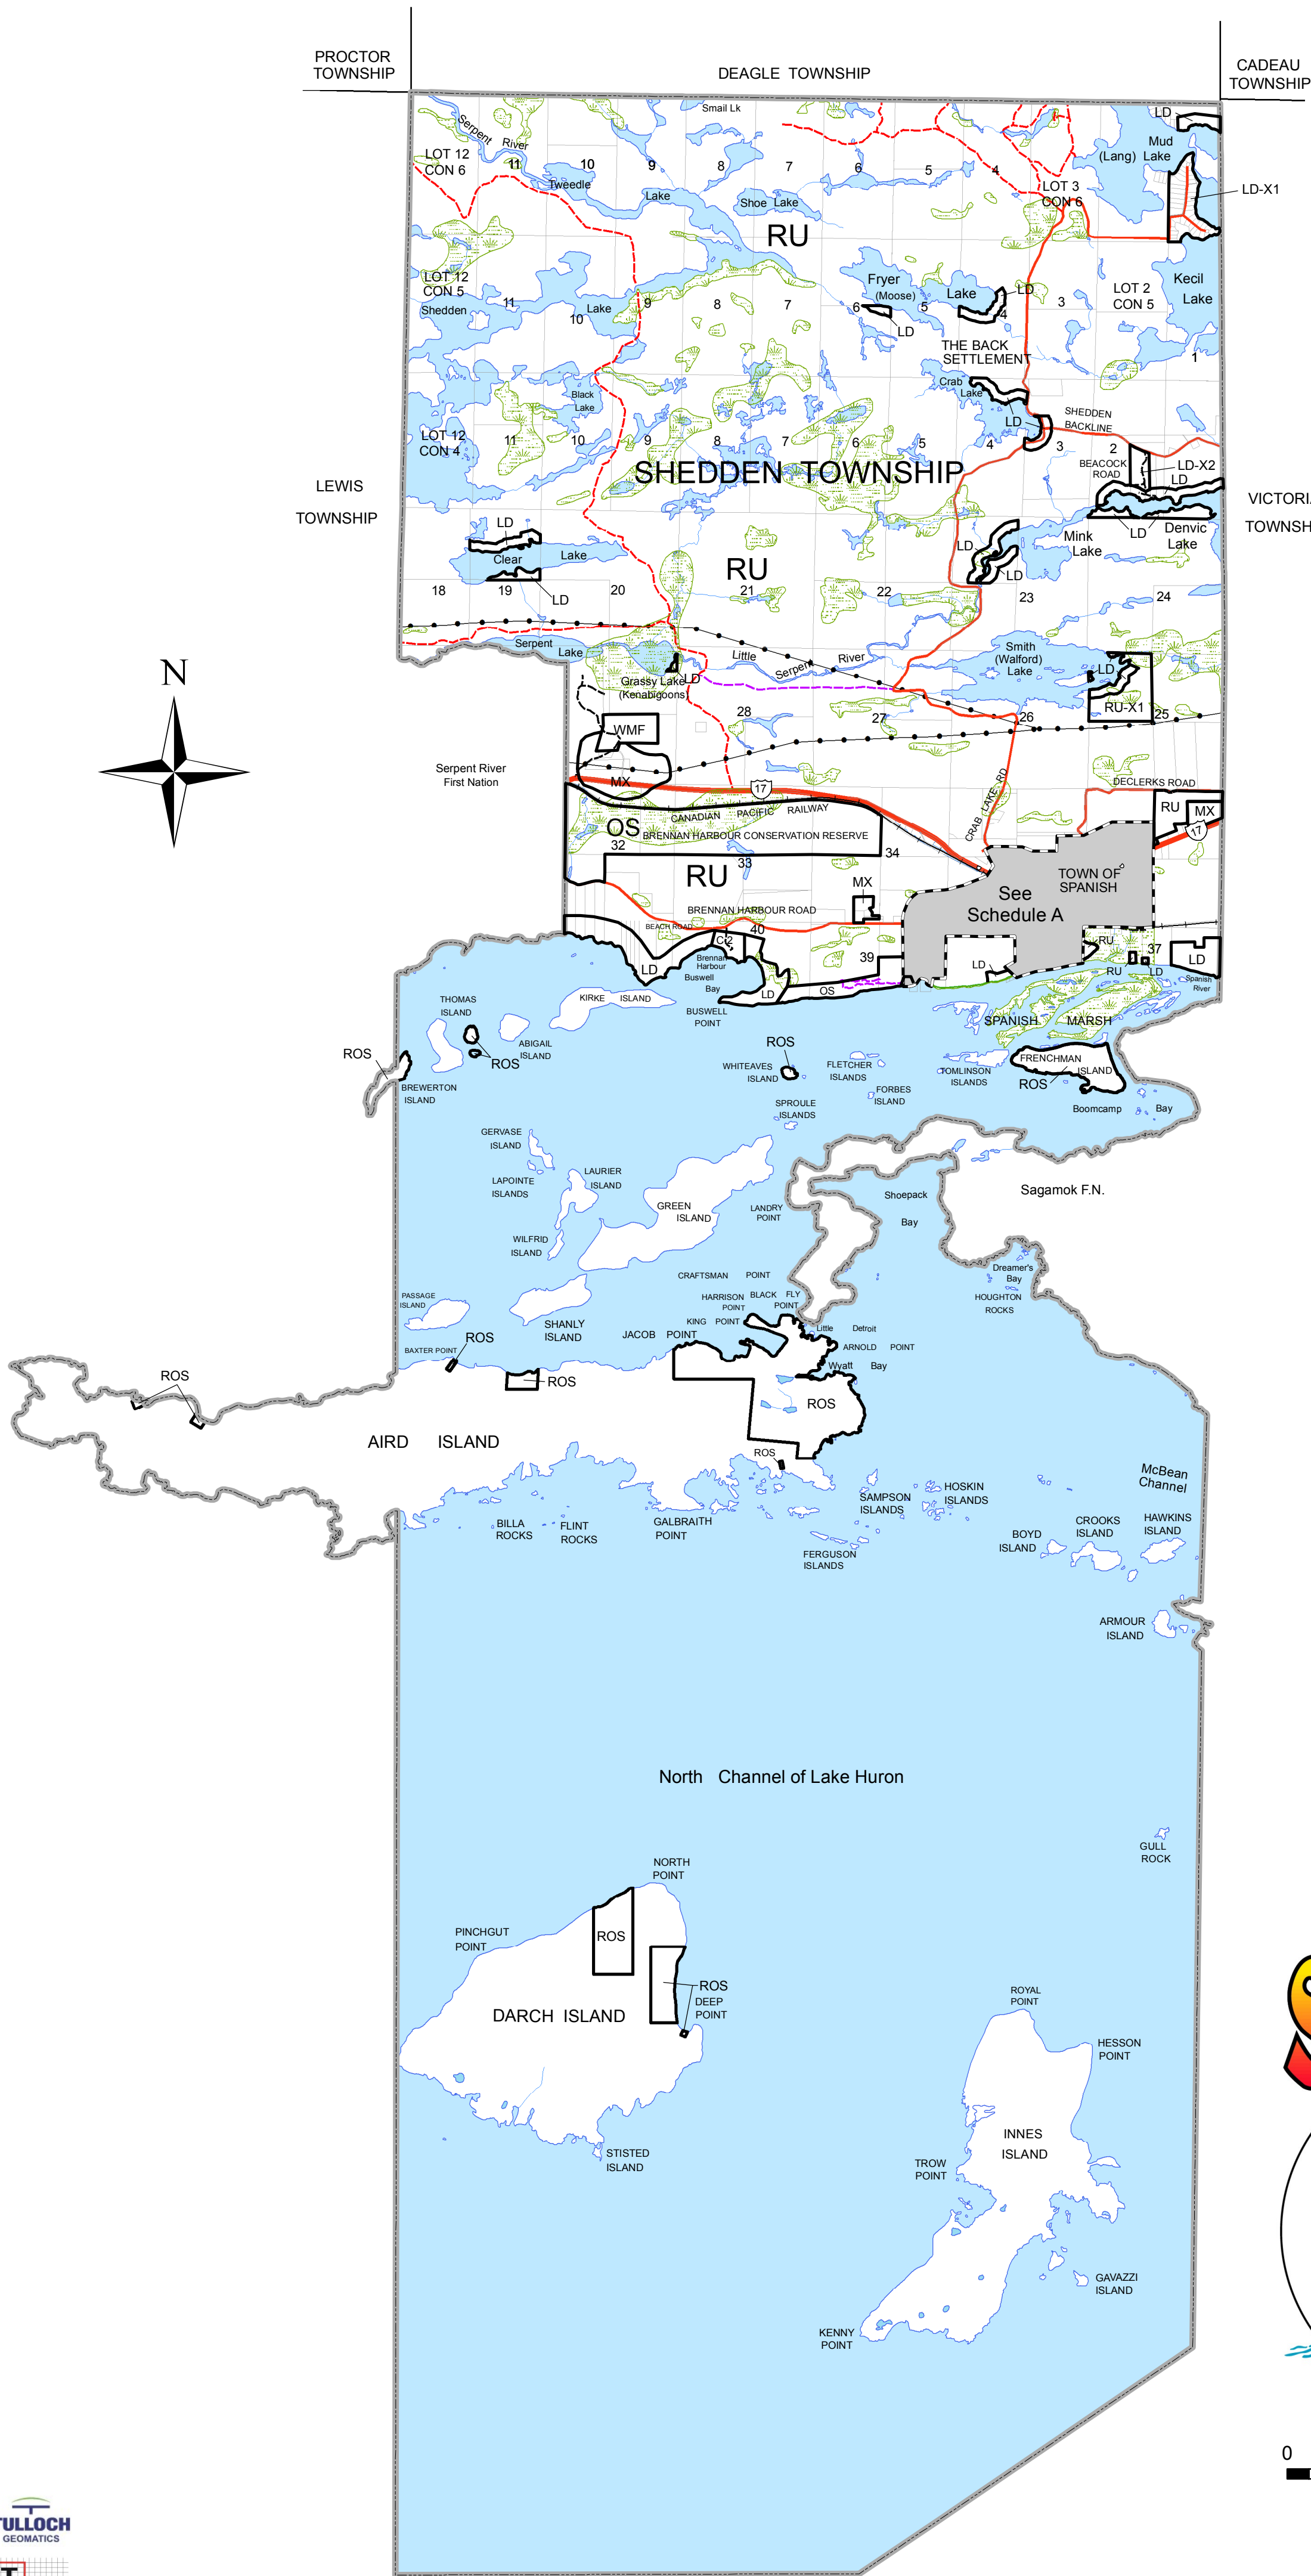 PROCTOR
TOWNSHIP
DEAGLE TOWNSHIP
CADEAU
TOWNSHIP
Smail Lk
LD
Serpent River
Mud
(Lang) Lake
LOT 12
CON 6
11
10
9
8
7
6
5
4
LOT 3
CON 6
LD-X1
Tweedle
Lake
Shoe Lake
RU
LOT 12
CON 5
Shedden
11
10
Lake
9
8
7
Fryer
(Moose)
Lake
LD
6
5
4
LD
3
LOT 2
CON 5
Kecil
Lake
1
THE BACK
SETTLEMENT
Black
Lake
Crab
Lake
LD
LD
SHEDDEN
BACKLINE
LOT 12
CON 4
11
10
9
8
7
6
5
4
3
2
BEACOCK
ROAD
LD-X2
LD
SHEDDEN TOWNSHIP
LEWIS
TOWNSHIP
LD
Denvic
Lake
LD
Clear
Lake
LD
Mink
Lake
LD
LD
RU
18
19
20
21
22
23
24
Serpent
Lake
Little
Serpent
River
Smith
(Walford)
Lake
LD
Grassy Lake
(Kenabigoons)
LD
RU-X1
28
27
26
25
WMF
Serpent River
First Nation
MX
17
CRAB LAKE RD
DECLERKS ROAD
RU
MX
17
CANADIAN PACIFIC RAILWAY
OS
BRENNAN HARBOUR CONSERVATION RESERVE
32
33
34
RU
MX
TOWN OF
SPANISH
See
Schedule A
BRENNAN HARBOUR ROAD
BEACH ROAD
C-2
40
39
RU
37
LD
Brennan
Harbour
Buswell
Bay
LD
LD
OS
LD
RU
LD
Spanish
River
THOMAS
ISLAND
KIRKE ISLAND
BUSWELL
POINT
SPANISH MARSH
ROS
ROS
ABIGAIL
ISLAND
BREWERTON
ISLAND
ROS
WHITEAVES
ISLAND
FLETCHER
ISLANDS
FORBES
ISLAND
TOMLINSON
ISLANDS
FRENCHMAN
ISLAND
ROS
SPROULE
ISLANDS
Boomcamp Bay
GERVASE
ISLAND
LAPOINTE
ISLANDS
LAURIER
ISLAND
Shoepack
Bay
Sagamok F.N.
GREEN
ISLAND
LANDRY
POINT
WILFRID
ISLAND
Dreamer's
Bay
HOUGHTON
ROCKS
CRAFTSMAN POINT
PASSAGE
ISLAND
HARRISON
POINT
BLACK FLY
POINT
KING POINT
SHANLY
ISLAND
JACOB POINT
Little Detroit
ARNOLD POINT
BAXTER POINT
ROS
Wyatt Bay
ROS
ROS
ROS
AIRD ISLAND
ROS
McBean
Channel
SAMPSON
ISLANDS
HOSKIN
ISLANDS
BILLA
ROCKS
FLINT
ROCKS
GALBRAITH
POINT
FERGUSON
ISLANDS
BOYD
ISLAND
CROOKS
ISLAND
HAWKINS
ISLAND
ARMOUR
ISLAND
North Channel of Lake Huron
GULL
ROCK
NORTH
POINT
PINCHGUT
POINT
ROS
ROS
DEEP
POINT
DARCH ISLAND
ROYAL
POINT
HESSON
POINT
INNES
ISLAND
STISTED
ISLAND
TROW
POINT
GAVAZZI
ISLAND
KENNY
POINT
N
0
TULLOCH
GEOMATICS